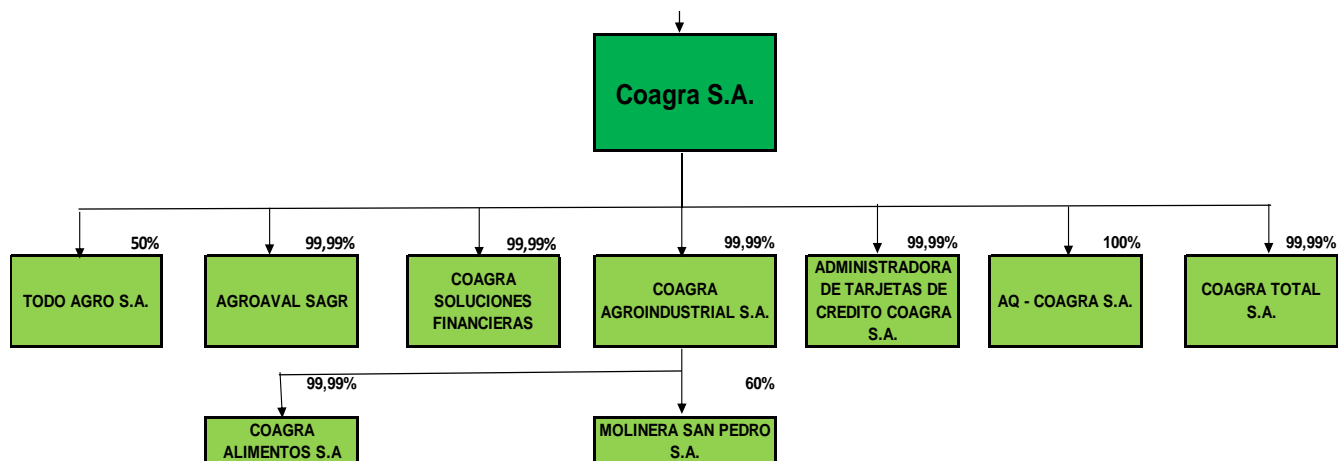 Coagra S.A.
50%
99,99%
99,99%
99,99%
99,99%
100%
99,99%
TODO AGRO S.A.
AGROAVAL SAGR
COAGRA
SOLUCIONES
FINANCIERAS
COAGRA
AGROINDUSTRIAL S.A.
ADMINISTRADORA
DE TARJETAS DE
CREDITO COAGRA
S.A.
AQ - COAGRA S.A.
COAGRA TOTAL
S.A.
99,99%
60%
COAGRA
ALIMENTOS S.A
MOLINERA SAN PEDRO
S.A.